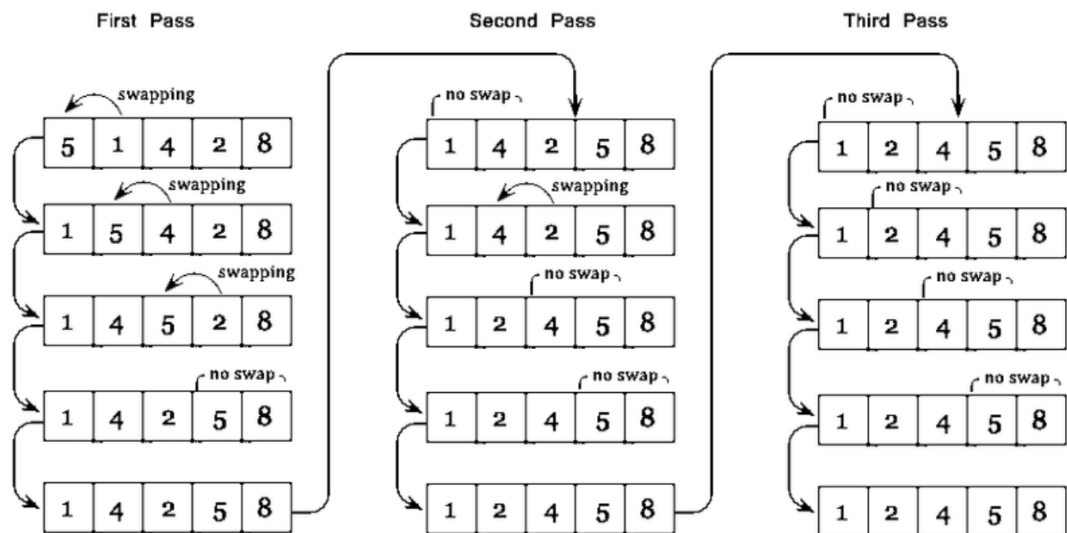 First Pass
swapping
5 1 4 2 8
swapping
1 5 4 2 8
swapping
1 4 5 2 8
no swap
1 4 2 5 8
1 4 2 5 8
Second Pass
no swap
1 4 2 5 8
swapping
1 4 2 5 8
no swap
1 2 4 5 8
no swap
1 2 4 5 8
1 2 4 5 8
Third Pass
no swap
1 2 4 5 8
no swap
1 2 4 5 8
no swap
1 2 4 5 8
no swap
1 2 4 5 8
1 2 4 5 8